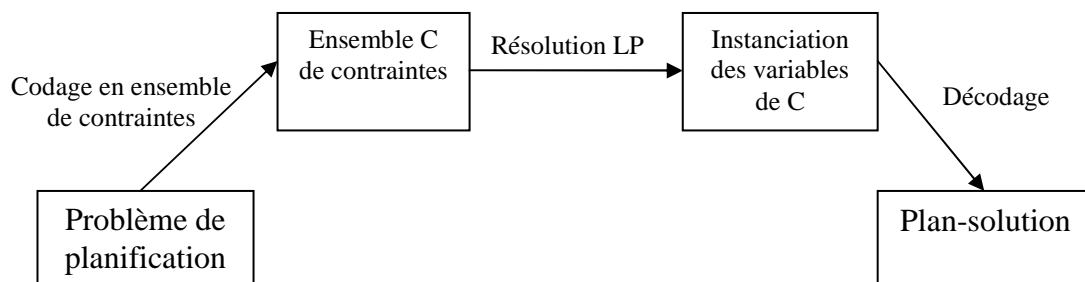 Problème de
planification
Codage en ensemble
de contraintes
Ensemble C
de contraintes
Résolution LP
Instanciation
des variables
de C
Décodage
Plan-solution